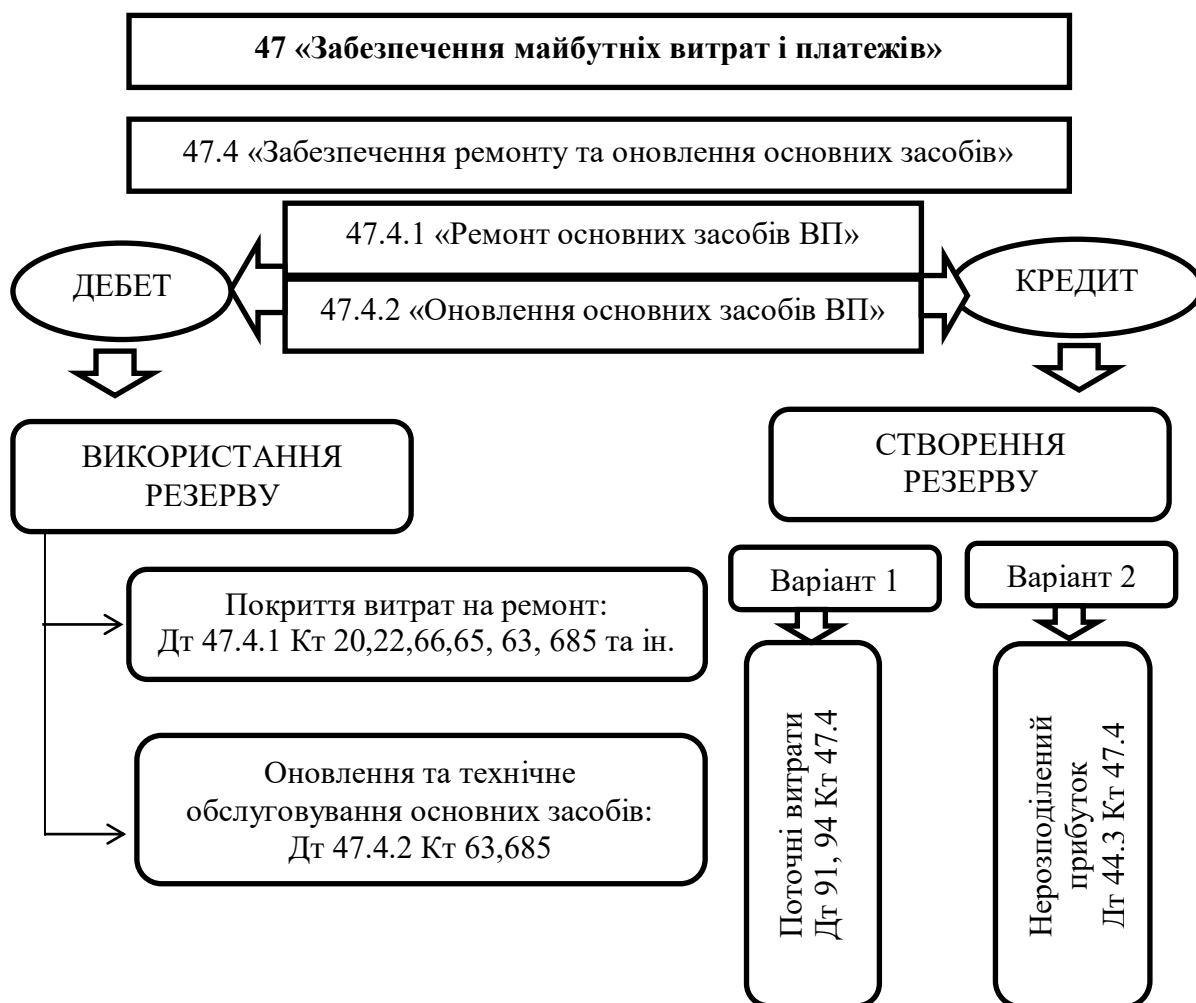 47 «Забезпечення майбутніх витрат і платежів»
47.4 «Забезпечення ремонту та оновлення основних засобів»
47.4.1 «Ремонт основних засобів ВП»
ДЕБЕТ
КРЕДИТ
47.4.2 «Оновлення основних засобів ВП»
ВИКОРИСТАННЯ
РЕЗЕРВУ
СТВОРЕННЯ
РЕЗЕРВУ
Покриття витрат на ремонт:
Дт 47.4.1 Кт 20,22,66,65, 63, 685 та ін.
Оновлення та технічне
обслуговування основних засобів:
Дт 47.4.2 Кт 63,685
Варіант 1
Поточні витрати
Дт 91, 94 Кт 47.4
Варіант 2
Нерозподілений
прибуток
Дт 44.3 Кт 47.4